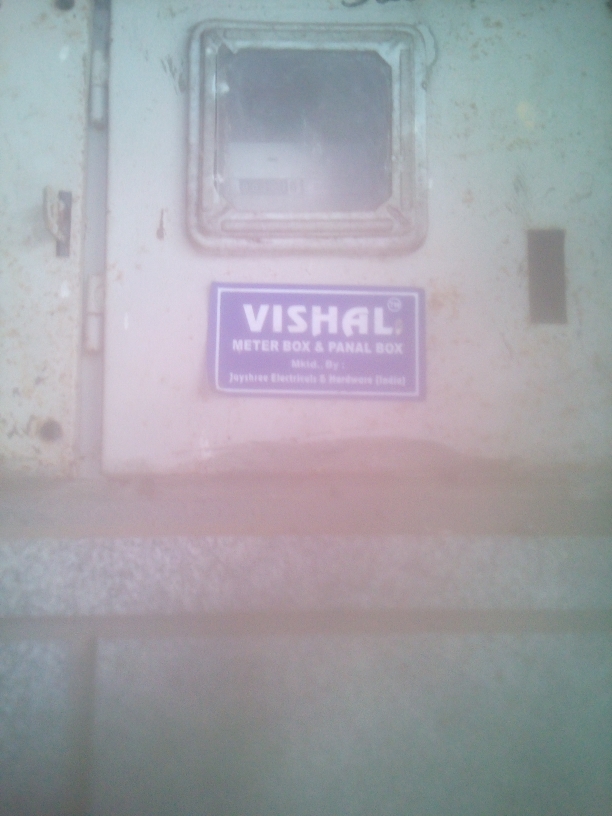 VISHAL
METER BOX & PANAL BOX
Mktd. By :
Jayshree Electricals & Hardware (India)